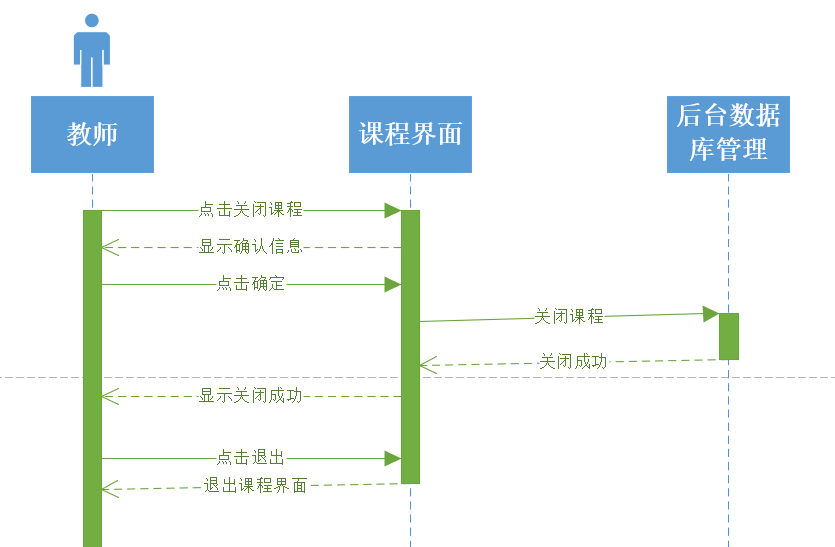 教师
课程界面
后台数据
库管理
点击关闭课程
显示确认信息
点击确定
关闭课程
关闭成功
显示关闭成功
点击退出
退出课程界面